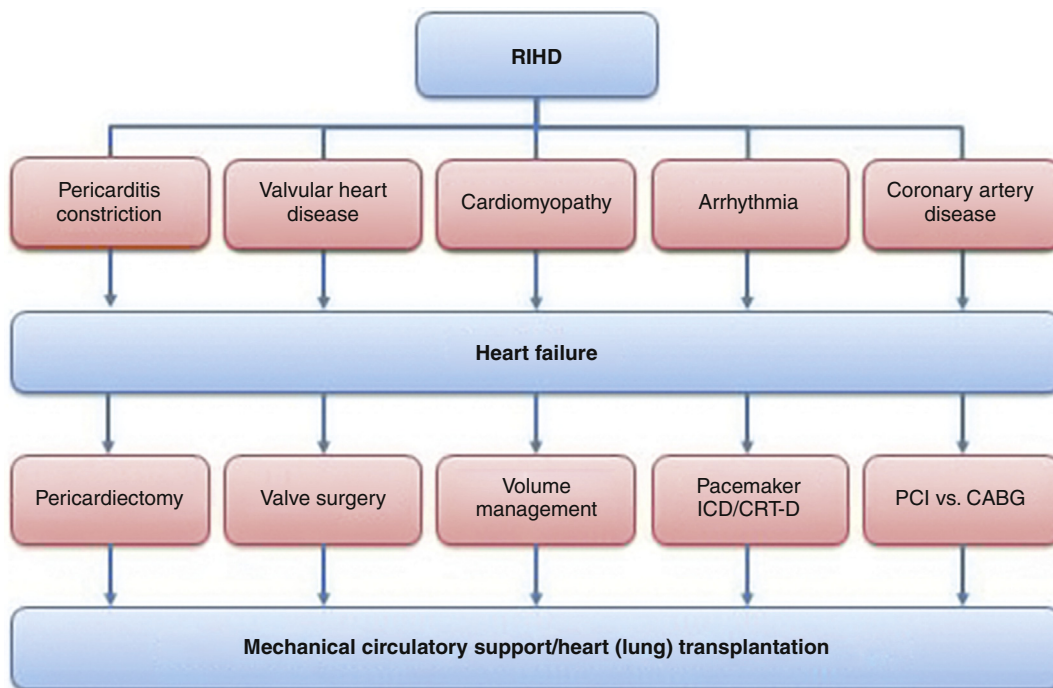 RIHD
Pericarditis
constriction
Valvular heart
disease
Cardiomyopathy
Arrhythmia
Coronary artery
disease
Heart failure
Pericardiectomy
Valve surgery
Volume
management
Pacemaker
ICD/CRT-D
PCI vs. CABG
Mechanical circulatory support/heart (lung) transplantation